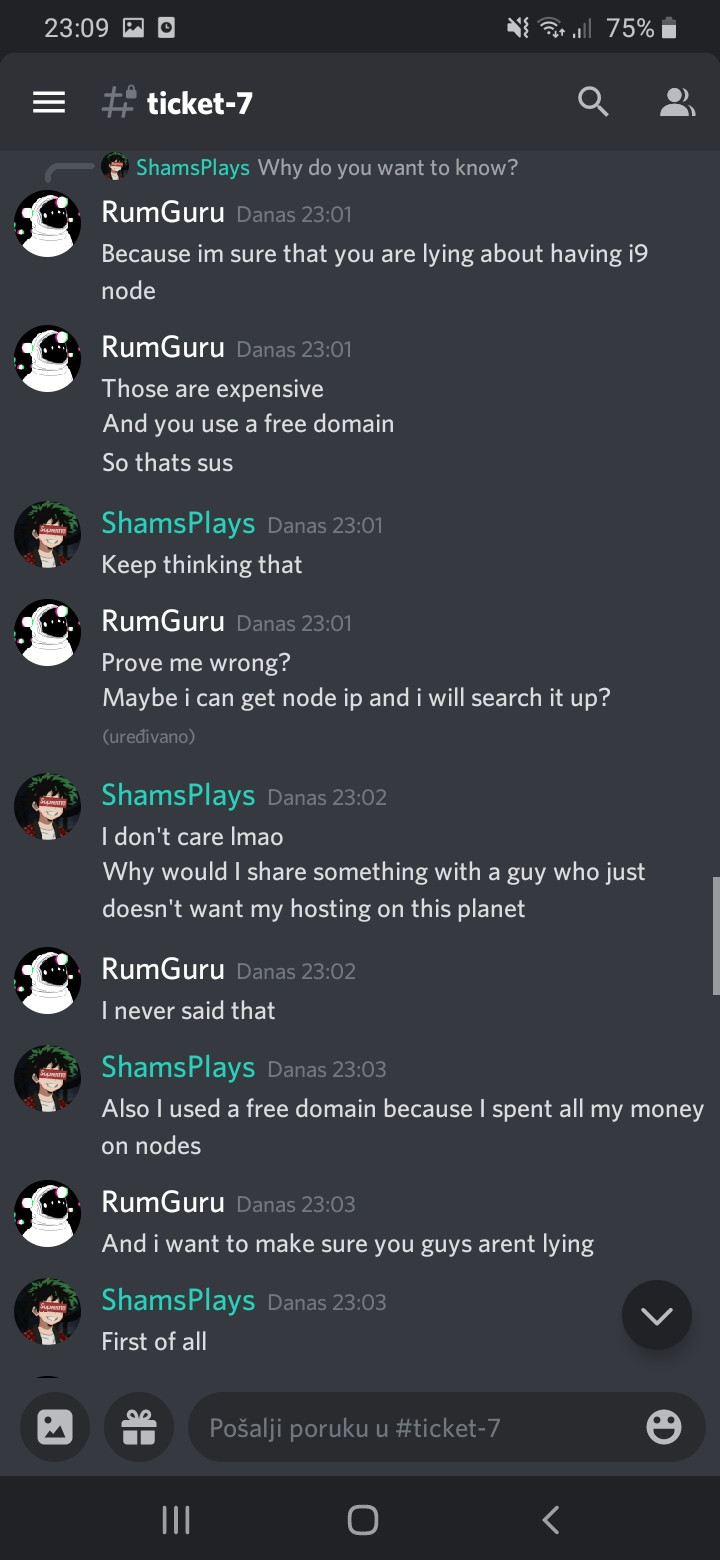 23:09
75%
ticket-7
ShamsPlays Why do you want to know?
RumGuru Danas 23:01
Because im sure that you are lying about having i9
node
RumGuru Danas 23:01
Those are expensive
And you use a free domain
So thats sus
ShamsPlays Danas 23:01
Keep thinking that
RumGuru Danas 23:01
Prove me wrong?
Maybe i can get node ip and i will search it up?
(uređivano)
ShamsPlays Danas 23:02
I don't care lmao
Why would I share something with a guy who just
doesn't want my hosting on this planet
RumGuru Danas 23:02
I never said that
ShamsPlays Danas 23:03
Also I used a free domain because I spent all my money
on nodes
RumGuru Danas 23:03
And i want to make sure you guys arent lying
ShamsPlays Danas 23:03
First of all
Pošalji poruku u #ticket-7